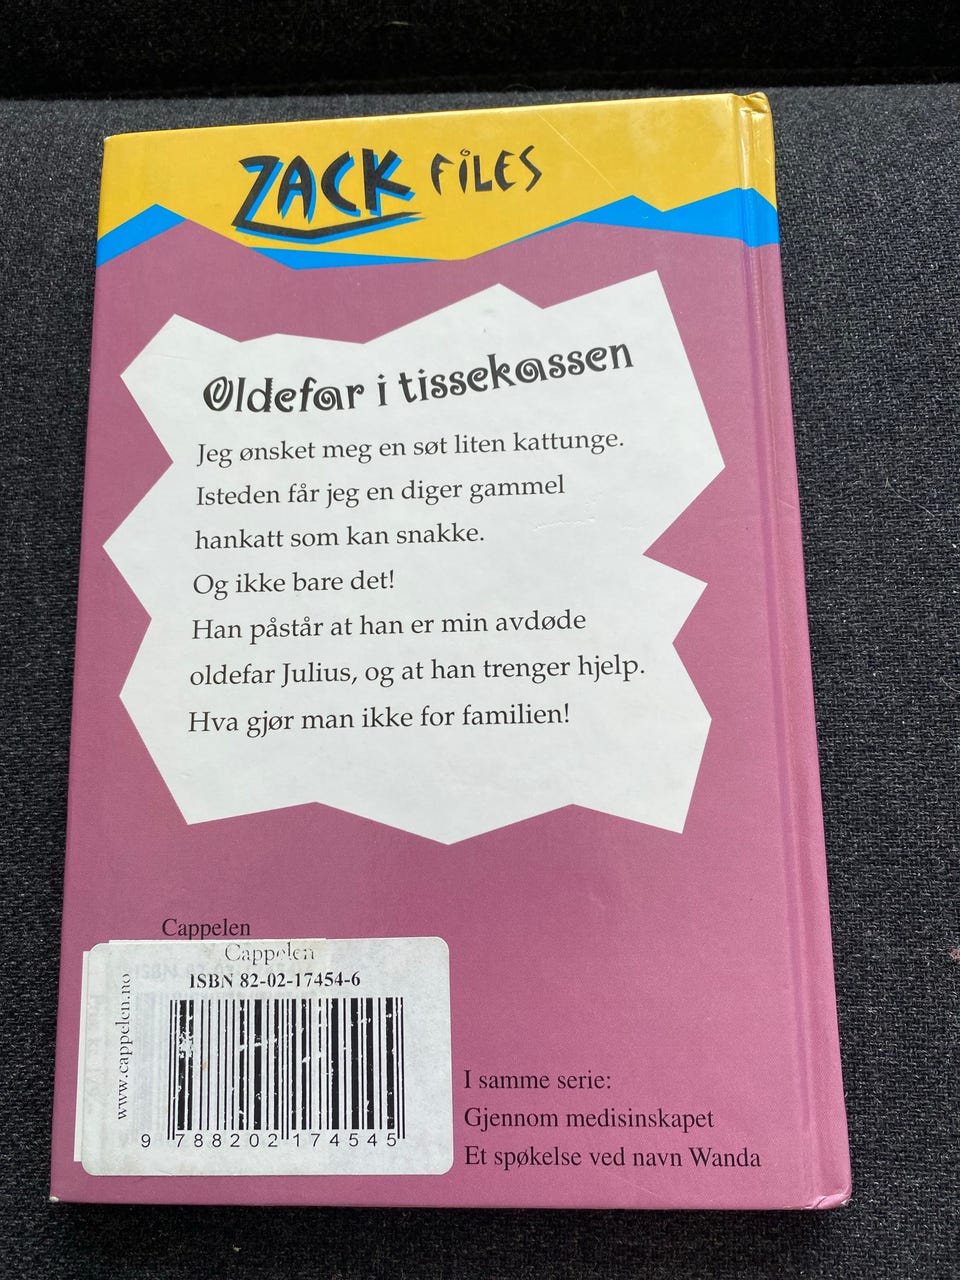 ZACK FILES
Oldefar i tissekassen
Jeg ønsket meg en søt liten kattunge.
Isteden får jeg en diger gammel
hankatt som kan snakke.
Og ikke bare det!
Han påstår at han er min avdøde
oldefar Julius, og at han trenger hjelp.
Hva gjør man ikke for familien!
Cappelen
Cappelen
ISBN 82-02-17454-6
www.cappelen.no
9 788202 174545
I samme serie:
Gjennom medisinskapet
Et spøkelse ved navn Wanda